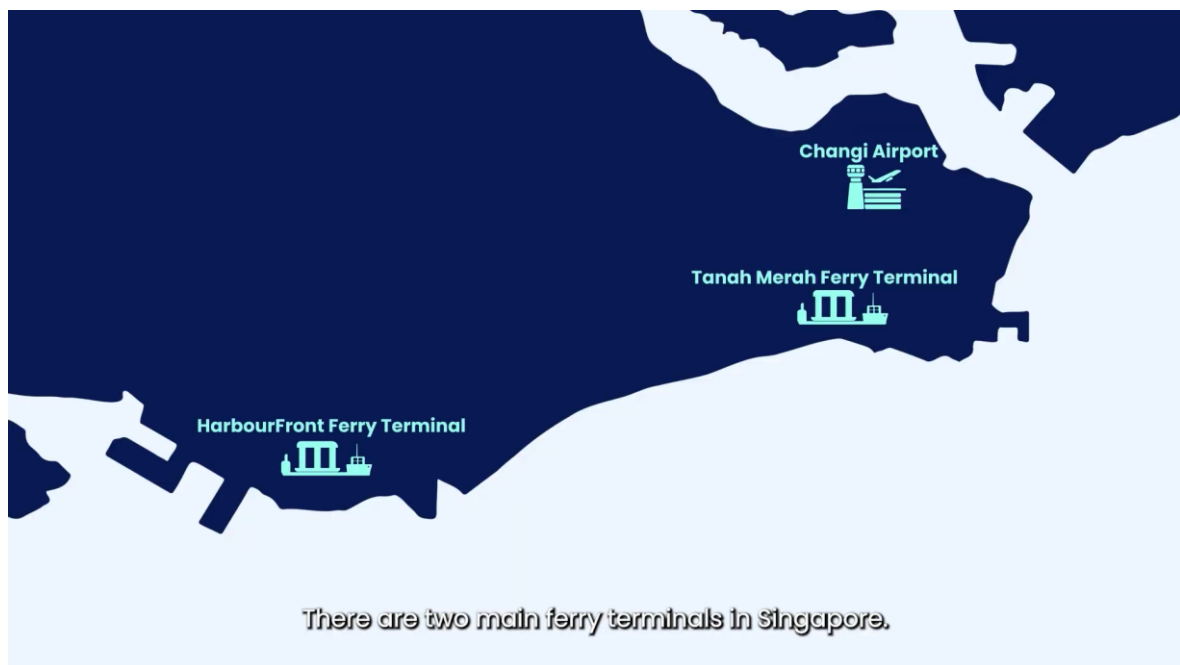 Changi Airport
Tanah Merah Ferry Terminal
HarbourFront Ferry Terminal
There are two main ferry terminals in Singapore.